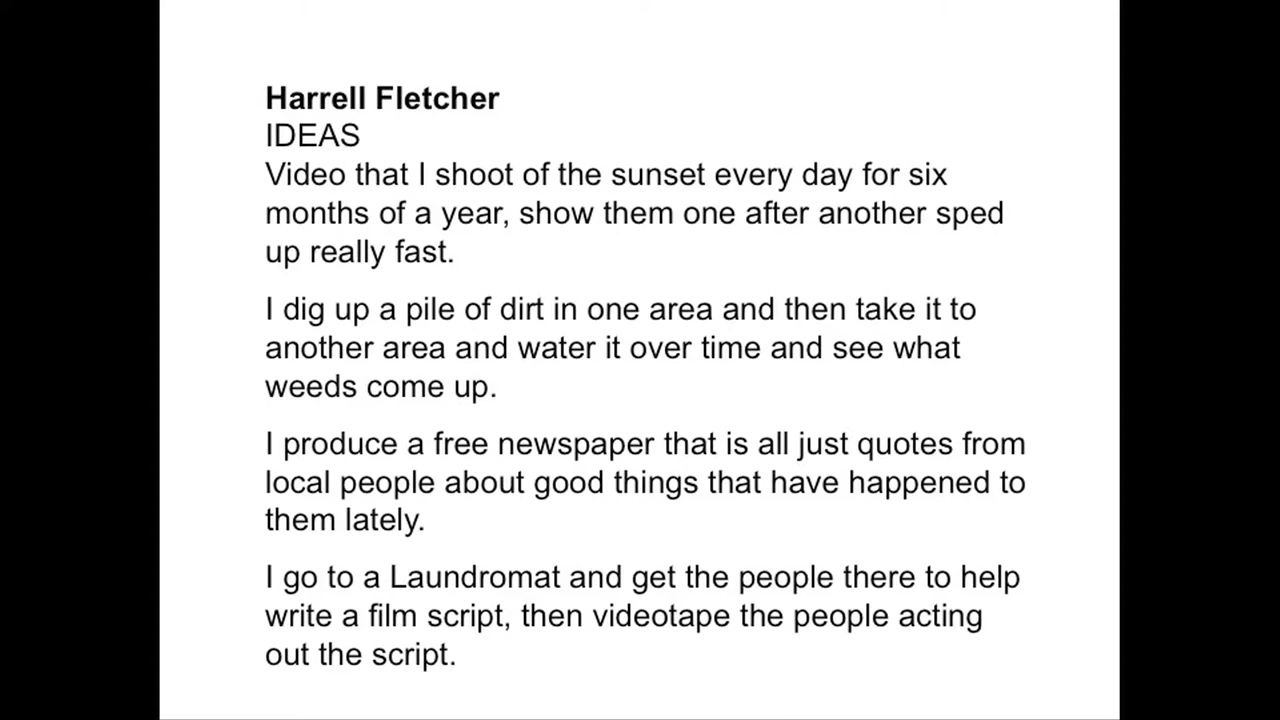 Harrell Fletcher
IDEAS
Video that I shoot of the sunset every day for six
months of a year, show them one after another sped
up really fast.
I dig up a pile of dirt in one area and then take it to
another area and water it over time and see what
weeds come up.
I produce a free newspaper that is all just quotes from
local people about good things that have happened to
them lately.
I go to a Laundromat and get the people there to help
write a film script, then videotape the people acting
out the script.